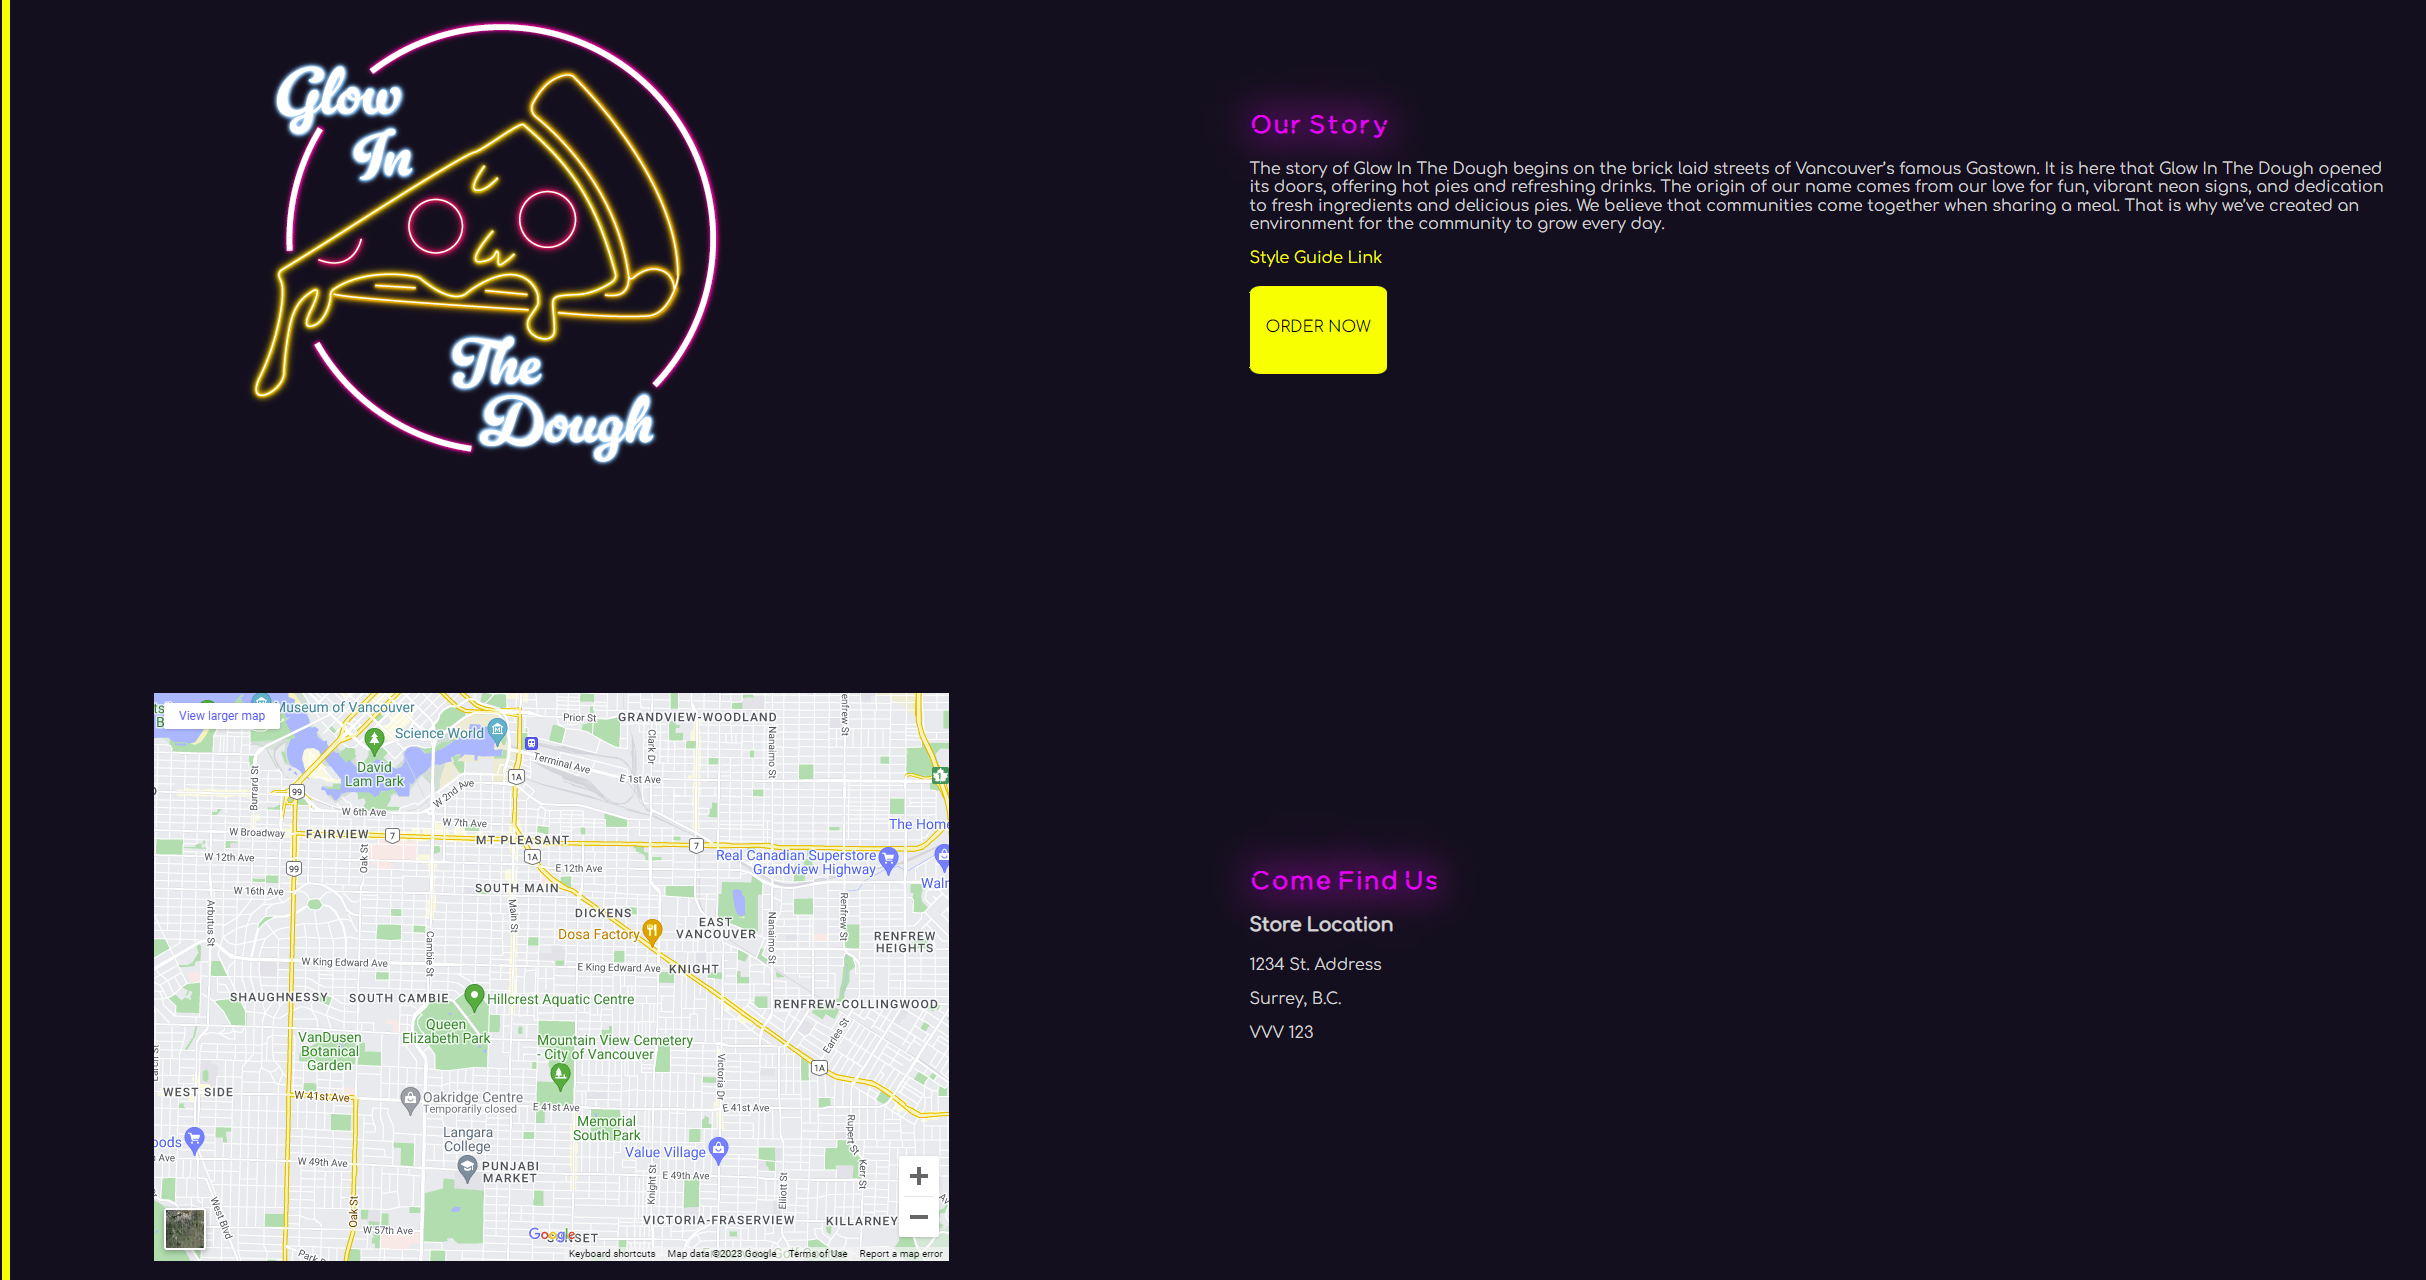 Glow
In
The
Dough
Our Story
The story of Glow In The Dough begins on the brick laid streets of Vancouver's famous Gastown. It is here that Glow In The Dough opened
its doors, offering hot pies and refreshing drinks. The origin of our name comes from our love for fun, vibrant neon signs, and dedication
to fresh ingredients and delicious pies. We believe that communities come together when sharing a meal. That is why we've created an
environment for the community to grow every day.
Style Guide Link
ORDER NOW
View larger map
Museum of Vancouver
Science World
Prior St
GRANDVIEW-WOODLAND
Nanaimo St
Clark Dr
Terminal Ave
E 1st Ave
David
Lam Park
Burrard St
1A
1
99
W 2nd Ave
W 6th Ave
W 7th Ave
W Broadway
FAIRVIEW
7
MT PLEASANT
7
The Home
W 12th Ave
Oak St
1A
99
E 12th Ave
Real Canadian Superstore
Grandview Highway
W 16th Ave
SOUTH MAIN
Arbutus St
Main St
DICKENS
EAST
VANCOUVER
Nanaimo St
Renfrew St
RENFREW
HEIGHTS
Dosa Factory
Cambie St
W King Edward Ave
E King Edward Ave
KNIGHT
SHAUGHNESSY
SOUTH CAMBIE
Hillcrest Aquatic Centre
RENFREW-COLLINGWOOD
Queen
Elizabeth Park
VanDusen
Botanical
Garden
Mountain View Cemetery
- City of Vancouver
Earles St
1A
Victoria Dr
WEST SIDE
W 41st Ave
Oakridge Centre
Temporarily closed
E 41st Ave
E 41st Ave
Memorial
South Park
Rupert St
Langara
College
Value Village
W 49th Ave
PUNJABI
MARKET
E 49th Ave
Knight St
Elliott St
Kerr St
West Blvd
Oak St
W 57th Ave
VICTORIA-FRASERVIEW
KILLARNEY
Google
SUNSET
Keyboard shortcuts
Map data ©2023 Google
Terms of Use
Report a map error
Come Find Us
Store Location
1234 St. Address
Surrey, B.C.
VVV 123